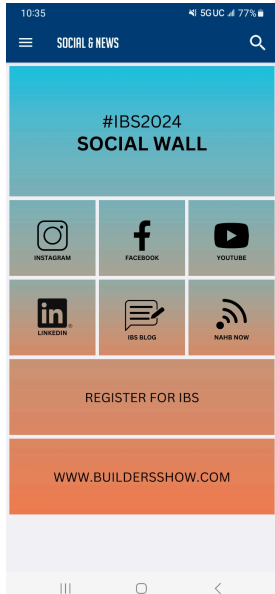 10:35
5GUC 77%
SOCIAL & NEWS
#IBS2024
SOCIAL WALL
INSTAGRAM
FACEBOOK
YOUTUBE
in
LINKEDIN
IBS BLOG
NAHB NOW
REGISTER FOR IBS
WWW.BUILDERSSHOW.COM